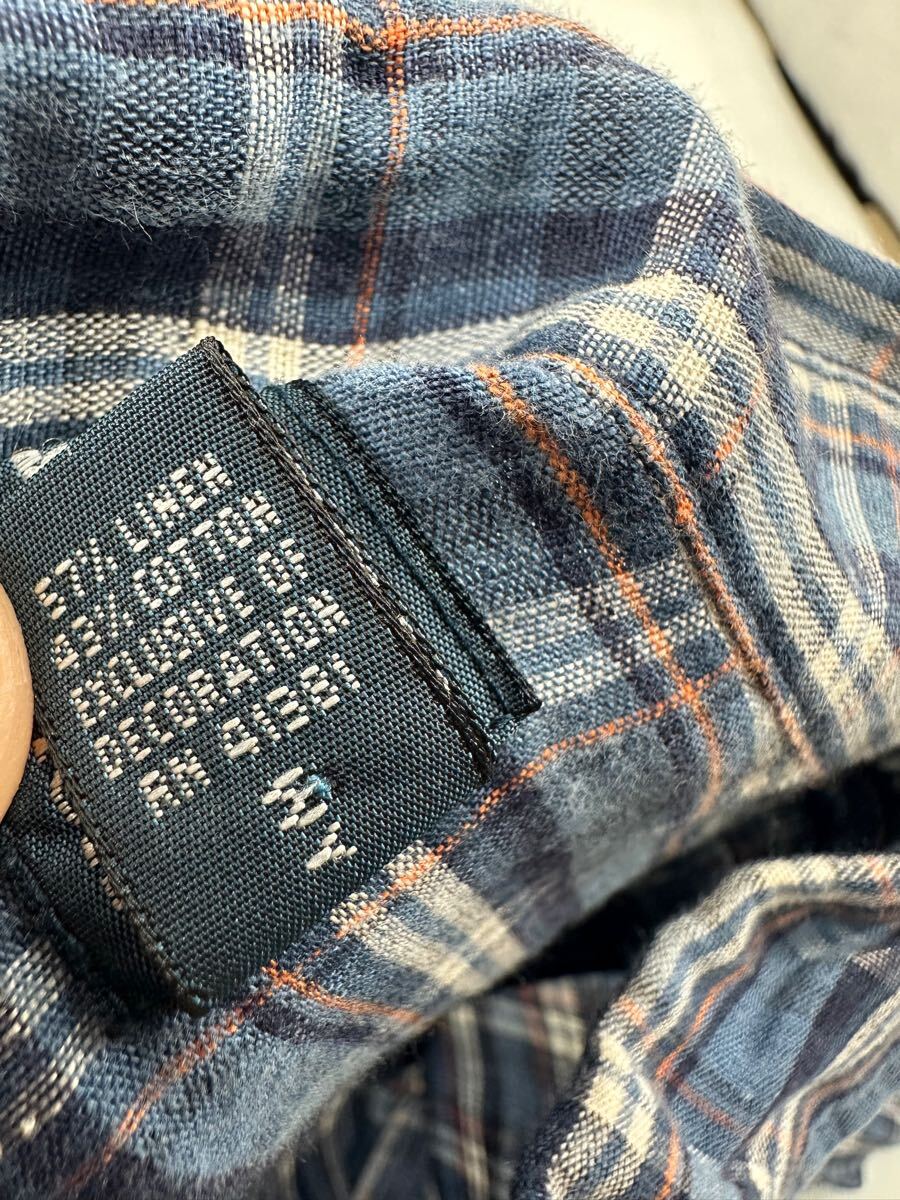 57% LINEN
43% COTTON
EXCLUSIVE OF
DECORATION
RN 41381